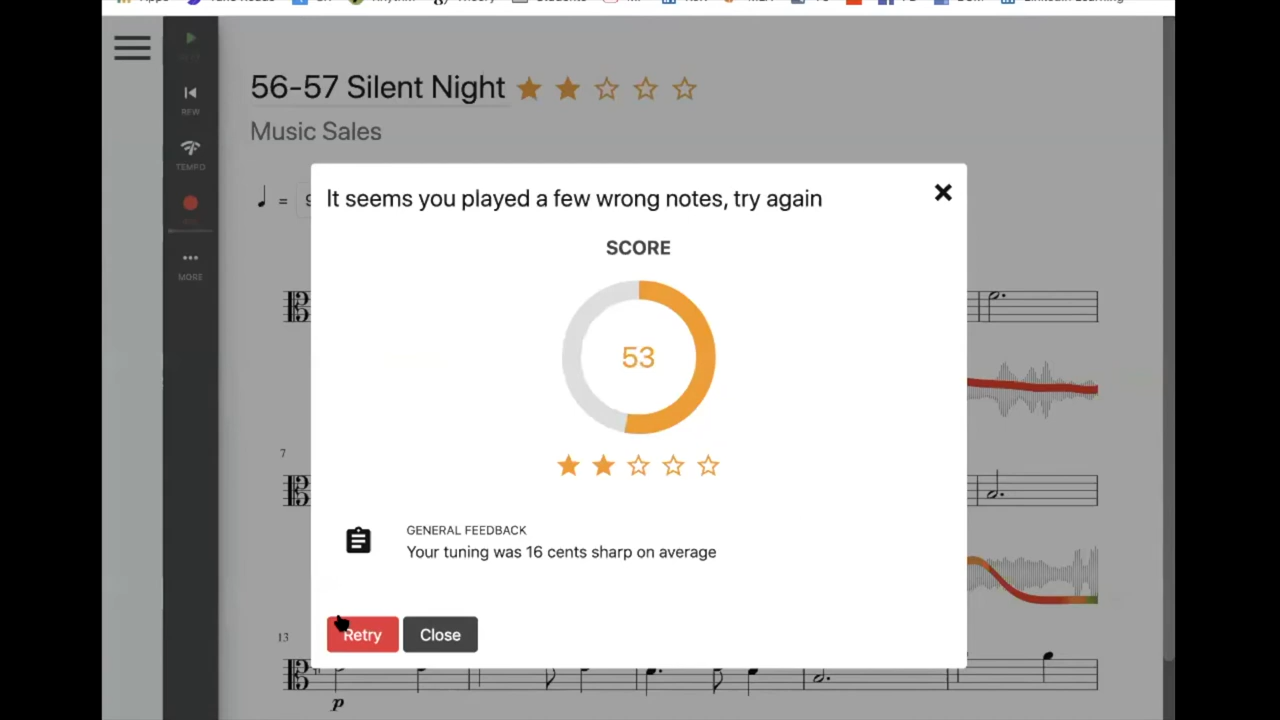 56-57 Silent Night
REW
Music Sales
TEMPO
It seems you played a few wrong notes, try again
SCORE
MORE
53
7
GENERAL FEEDBACK
Your tuning was 16 cents sharp on average
Retry
Close
13
p